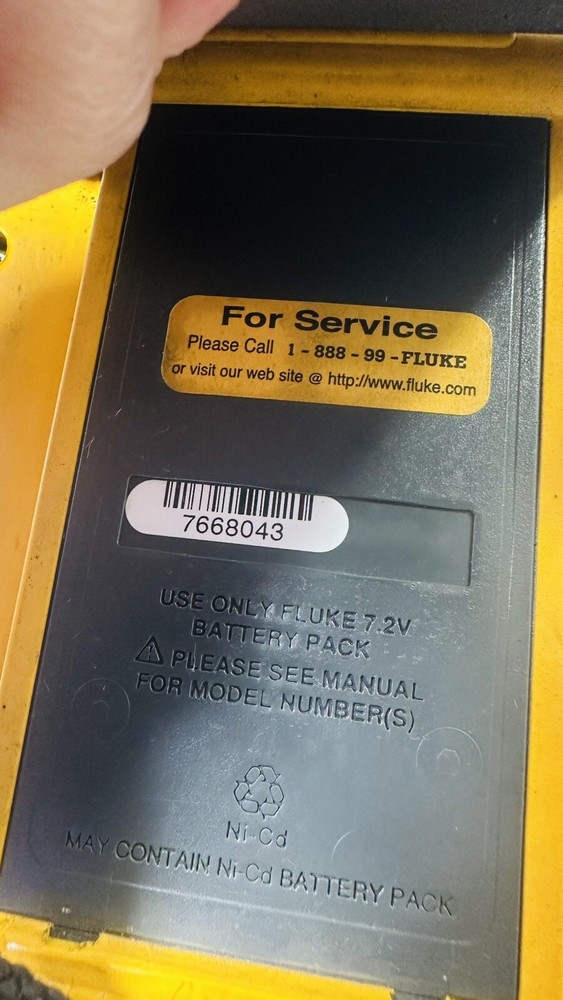 For Service
Please Call 1 - 888 - 99 - FLUKE
or visit our web site @ http://www.fluke.com
7668043
USE ONLY FLUKE 7.2V
BATTERY PACK
⚠ PLEASE SEE MANUAL
FOR MODEL NUMBER(S)
Ni-Cd
MAY CONTAIN Ni-Cd BATTERY PACK